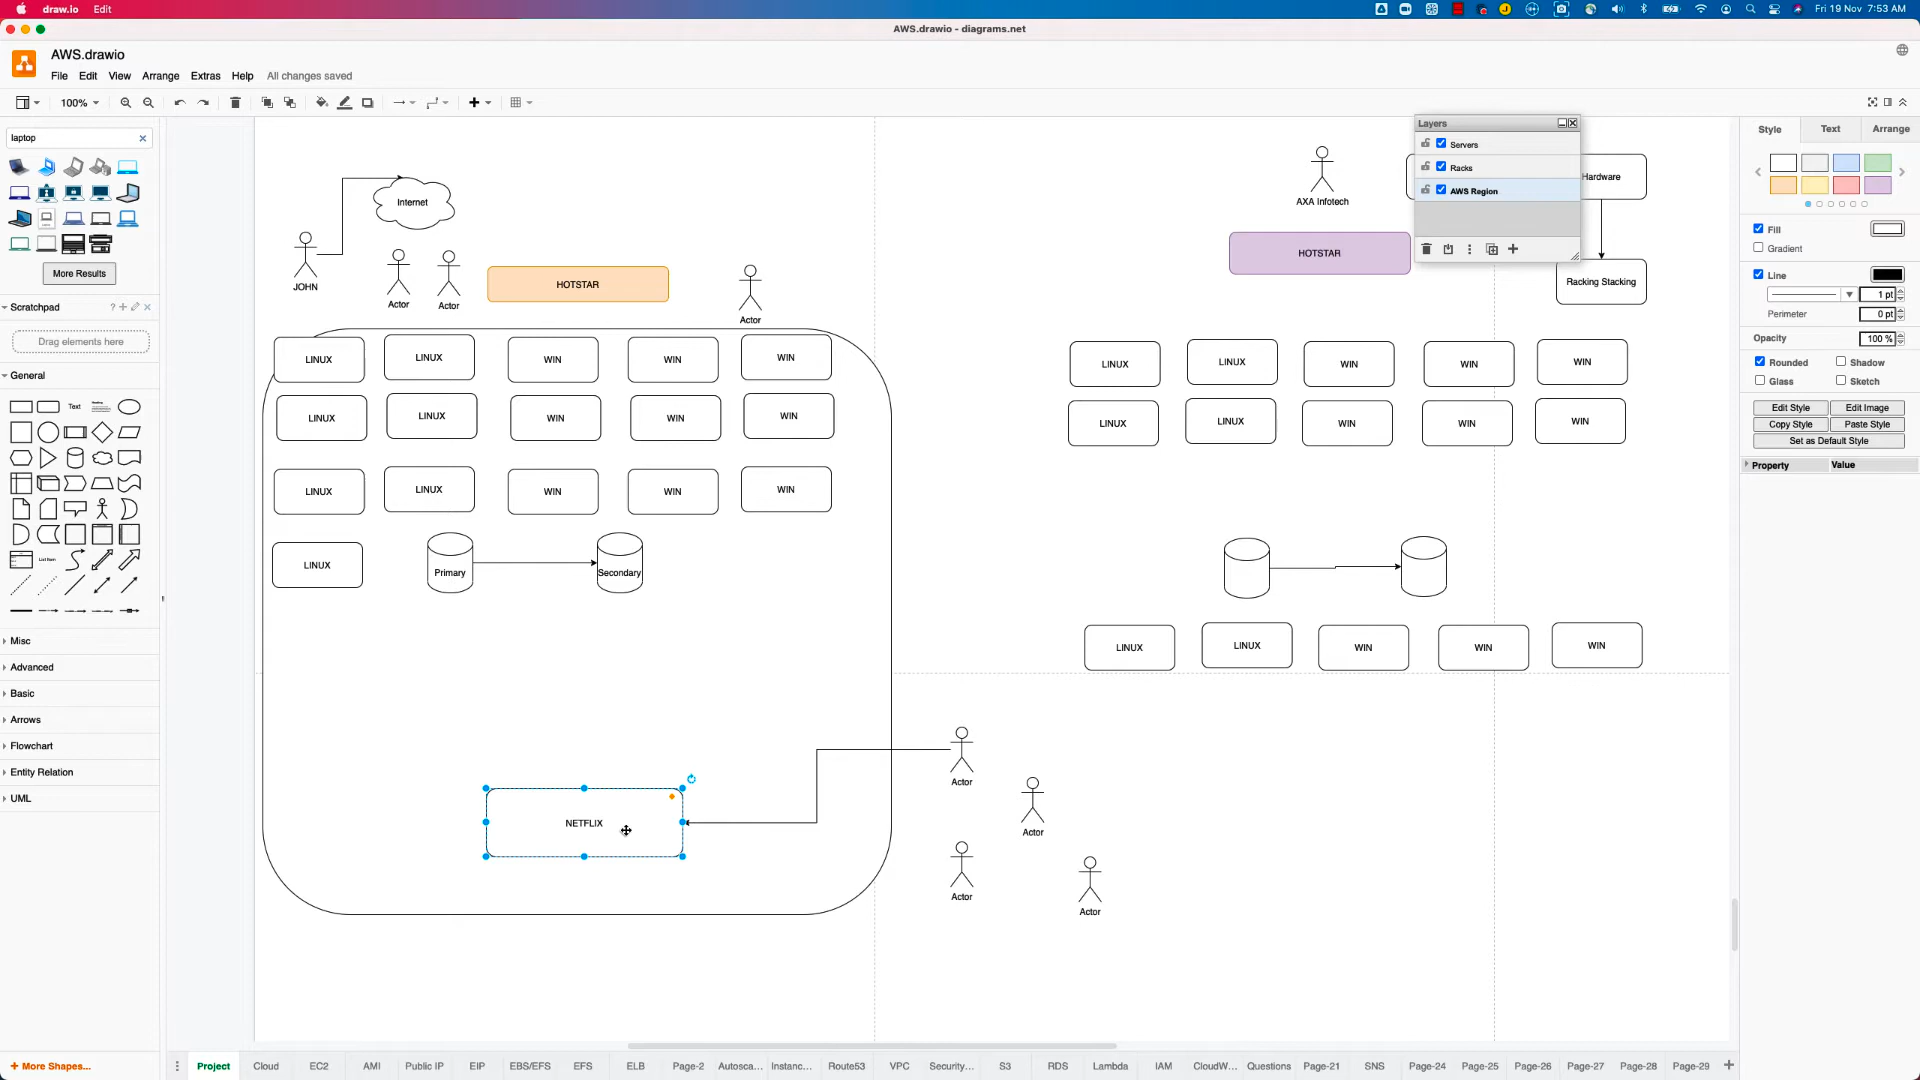 draw.io Edit
Fri 19 Nov 7:53 AM
AWS.drawio - diagrams.net
AWS.drawio
File Edit View Arrange Extras Help All changes saved
100%
laptop
More Results
Scratchpad
Drag elements here
General
Text
Heading
List Item
Misc
Advanced
Basic
Arrows
Flowchart
Entity Relation
UML
More Shapes...
Internet
JOHN
Actor
Actor
HOTSTAR
Actor
LINUX LINUX WIN WIN WIN
LINUX LINUX WIN WIN WIN
LINUX LINUX WIN WIN WIN
LINUX
Primary
Secondary
NETFLIX
Actor
Actor
Actor
Actor
AXA Infotech
HOTSTAR
Hardware
Racking Stacking
LINUX LINUX WIN WIN WIN
LINUX LINUX WIN WIN WIN
LINUX LINUX WIN WIN WIN
Layers
Servers
Racks
AWS Region
Style Text Arrange
Fill
Gradient
Line
1 pt
Perimeter 0 pt
Opacity 100 %
Rounded Shadow
Glass Sketch
Edit Style Edit Image
Copy Style Paste Style
Set as Default Style
Property Value
Project Cloud EC2 AMI Public IP EIP EBS/EFS EFS ELB Page-2 Autosca... Instanc... Route53 VPC Security... S3 RDS Lambda IAM CloudW... Questions Page-21 SNS Page-24 Page-25 Page-26 Page-27 Page-28 Page-29